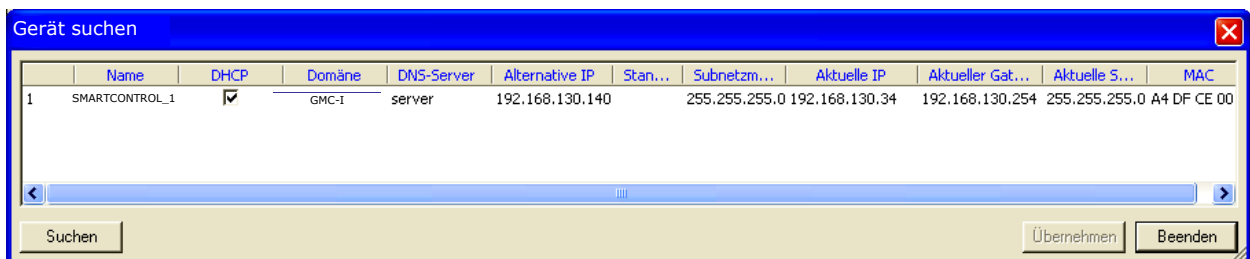 Gerät suchen
Name DHCP Domäne DNS-Server Alternative IP Stan... Subnetzm... Aktuelle IP Aktueller Gat... Aktuelle S... MAC
1 SMARTCONTROL_1 GMC-I server 192.168.130.140 255.255.255.0 192.168.130.34 192.168.130.254 255.255.255.0 A4 DF CE 00
Suchen Übernehmen Beenden